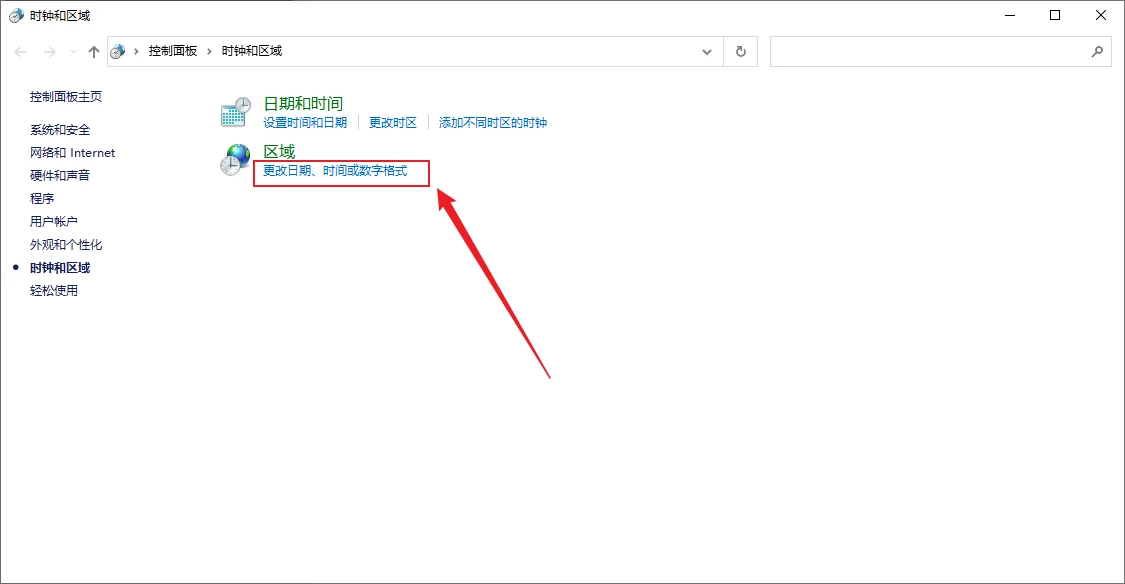 时钟和区域
控制面板 时钟和区域
控制面板主页
系统和安全
网络和 Internet
硬件和声音
程序
用户帐户
外观和个性化
时钟和区域
轻松使用
日期和时间
设置时间和日期 更改时区 添加不同时区的时钟
区域
更改日期、时间或数字格式